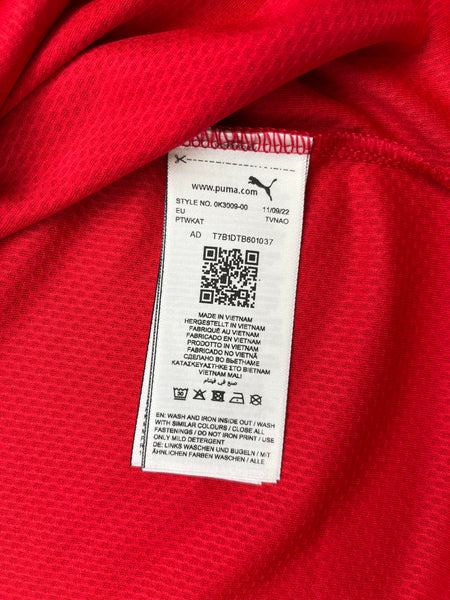 www.puma.com
STYLE NO. 0K3009-00 11/09/22
EU TVNAO
PTWKAT
AD T7B1DTB601037
MADE IN VIETNAM
HERGESTELLT IN VIETNAM
FABRIQUÉ AU VIETNAM
FABRICADO EN VIETNAM
PRODOTTO IN VIETNAM
FABRICADO NO VIETNÃ
СДЕЛАНО ВО ВЬЕТНАМЕ
ΚΑΤΑΣΚΕΥΑΣΤΗΚΕ ΣΤΟ ΒΙΕΤΝΑΜ
VIETNAM MALI
صنع في فيتنام
30
EN: WASH AND IRON INSIDE OUT / WASH
WITH SIMILAR COLOURS / CLOSE ALL
FASTENINGS / DO NOT IRON PRINT / USE
ONLY MILD DETERGENT
DE: LINKS WASCHEN UND BUGELN / MIT
ÄHNLICHEN FARBEN WASCHEN / ALLE